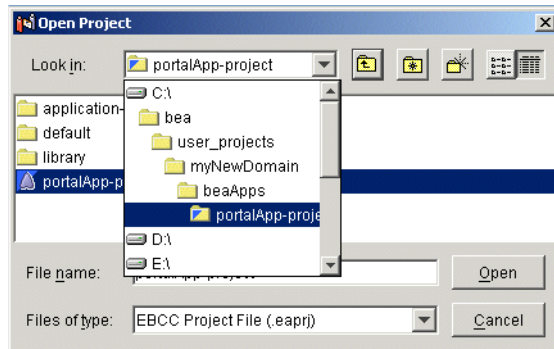 Open Project
Look in: portalApp-project
C:\
application- bea
default user_projects
library myNewDomain
portalApp-p beaApps
portalApp-proje
D:\
File name: E:\ Open
Files of type: EBCC Project File (.eaprj) Cancel